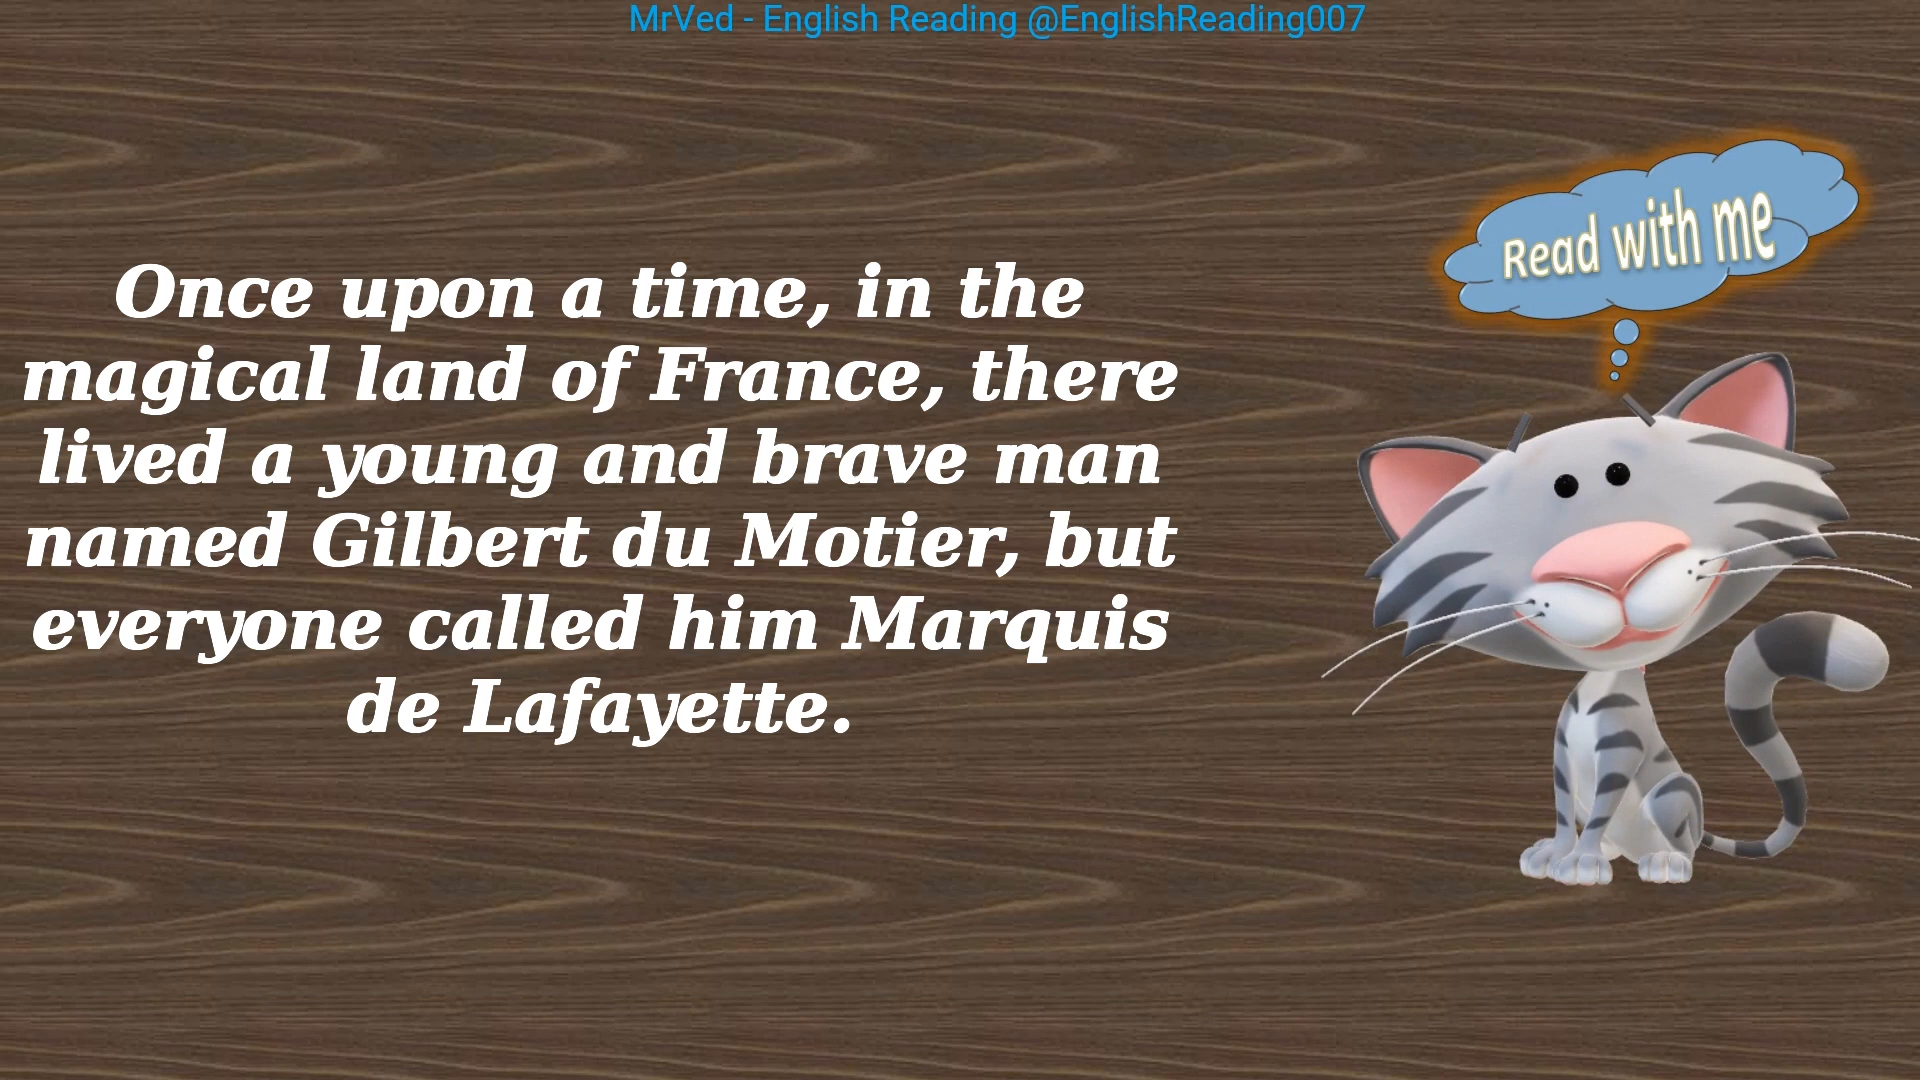 MrVed - English Reading @EnglishReading007
Read with me
Once upon a time, in the
magical land of France, there
lived a young and brave man
named Gilbert du Motier, but
everyone called him Marquis
de Lafayette.